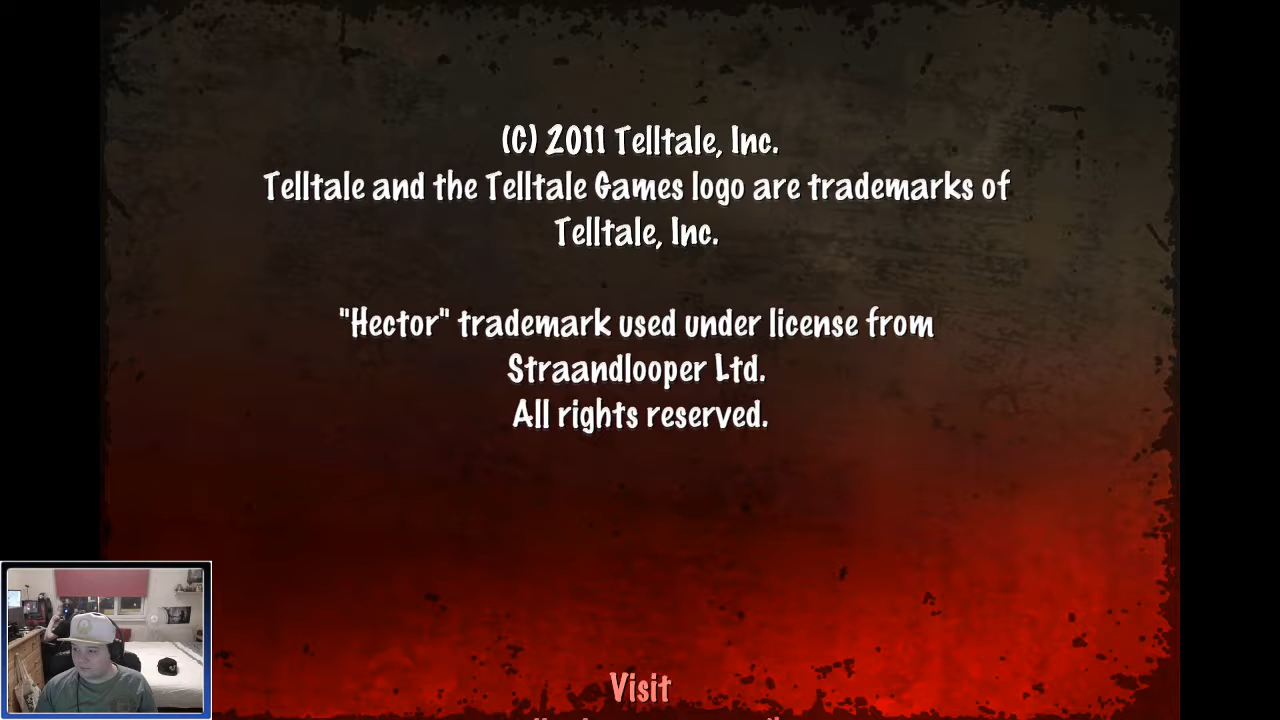 (C) 2011 Telltale, Inc.
Telltale and the Telltale Games logo are trademarks of
Telltale, Inc.
"Hector" trademark used under license from
Straandlooper Ltd.
All rights reserved.
Visit